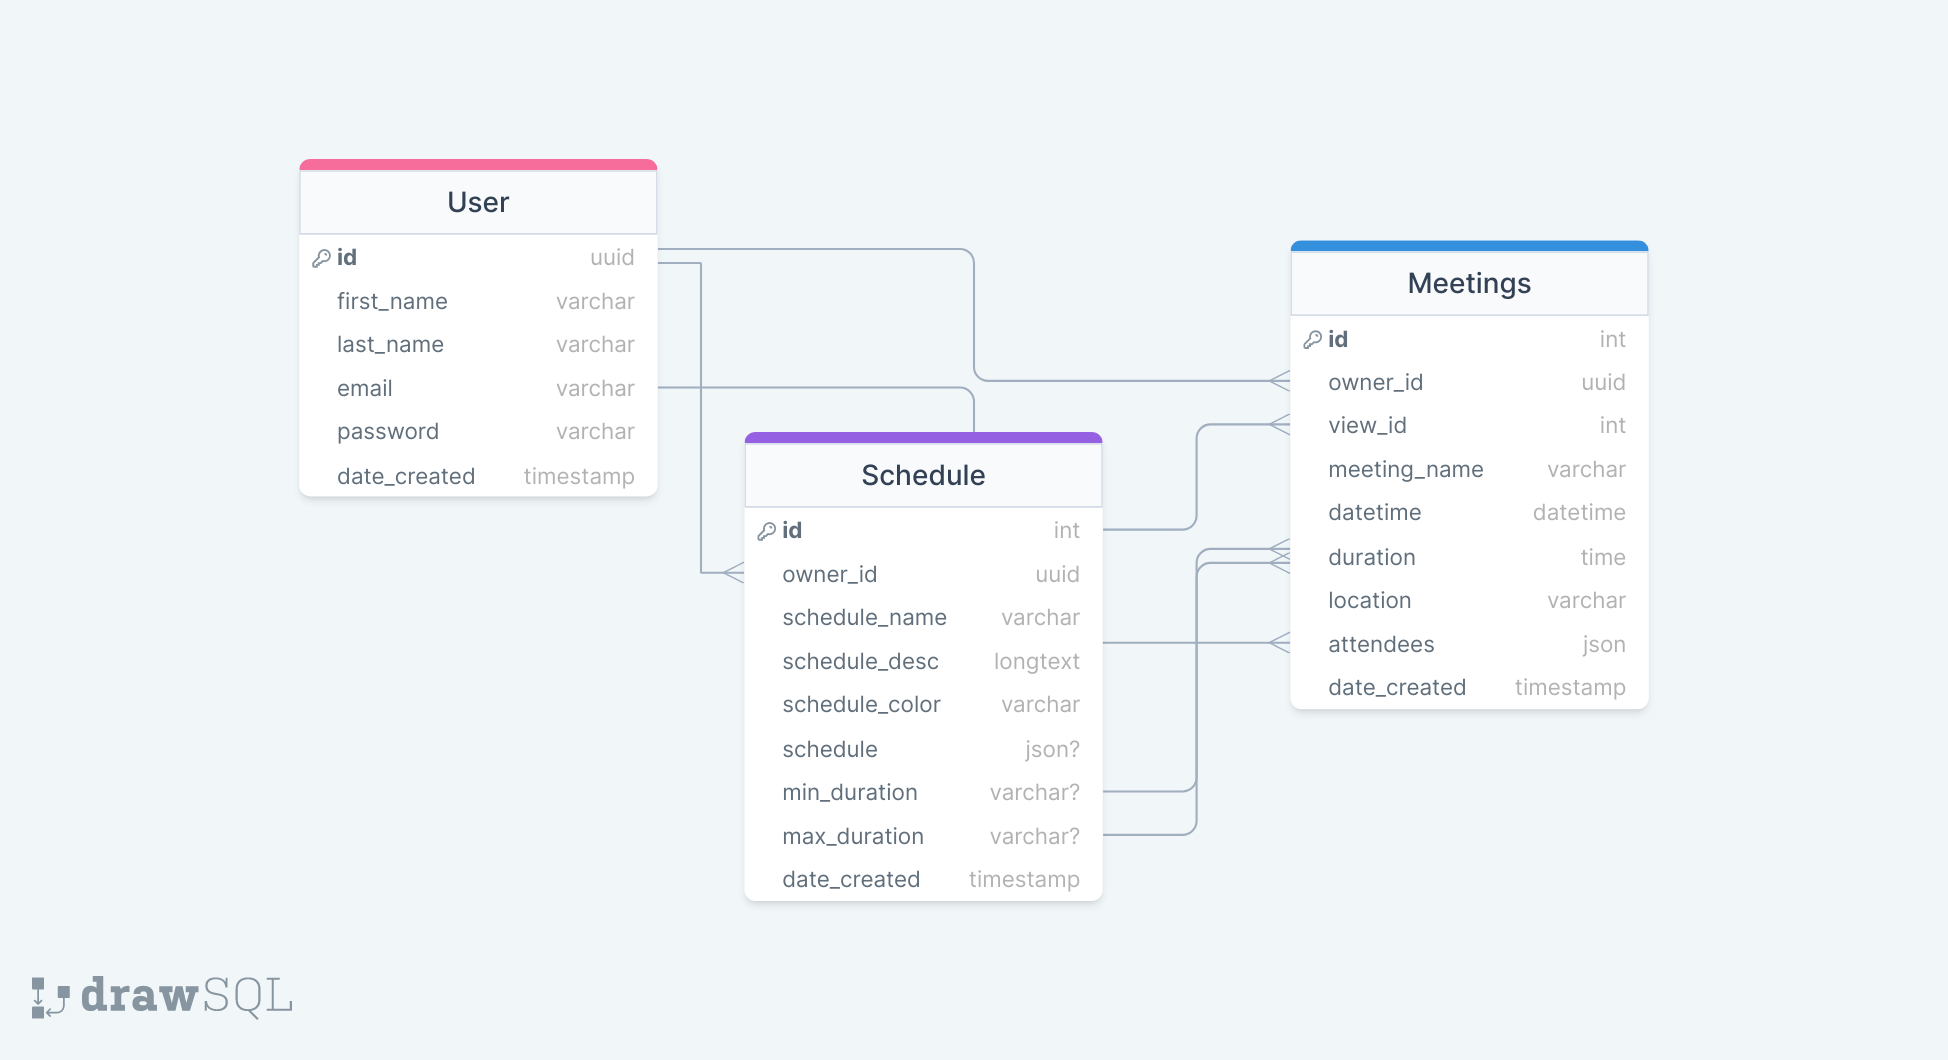 User
id uuid
first_name varchar
last_name varchar
email varchar
password varchar
date_created timestamp
Schedule
id int
owner_id uuid
schedule_name varchar
schedule_desc longtext
schedule_color varchar
schedule json?
min_duration varchar?
max_duration varchar?
date_created timestamp
Meetings
id int
owner_id uuid
view_id int
meeting_name varchar
datetime datetime
duration time
location varchar
attendees json
date_created timestamp
drawSQL